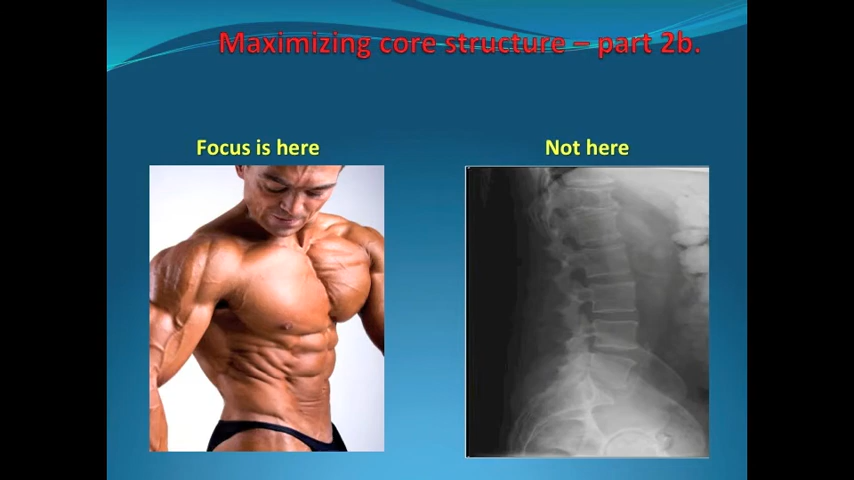 Maximizing core structure – part 2b.
Focus is here
Not here